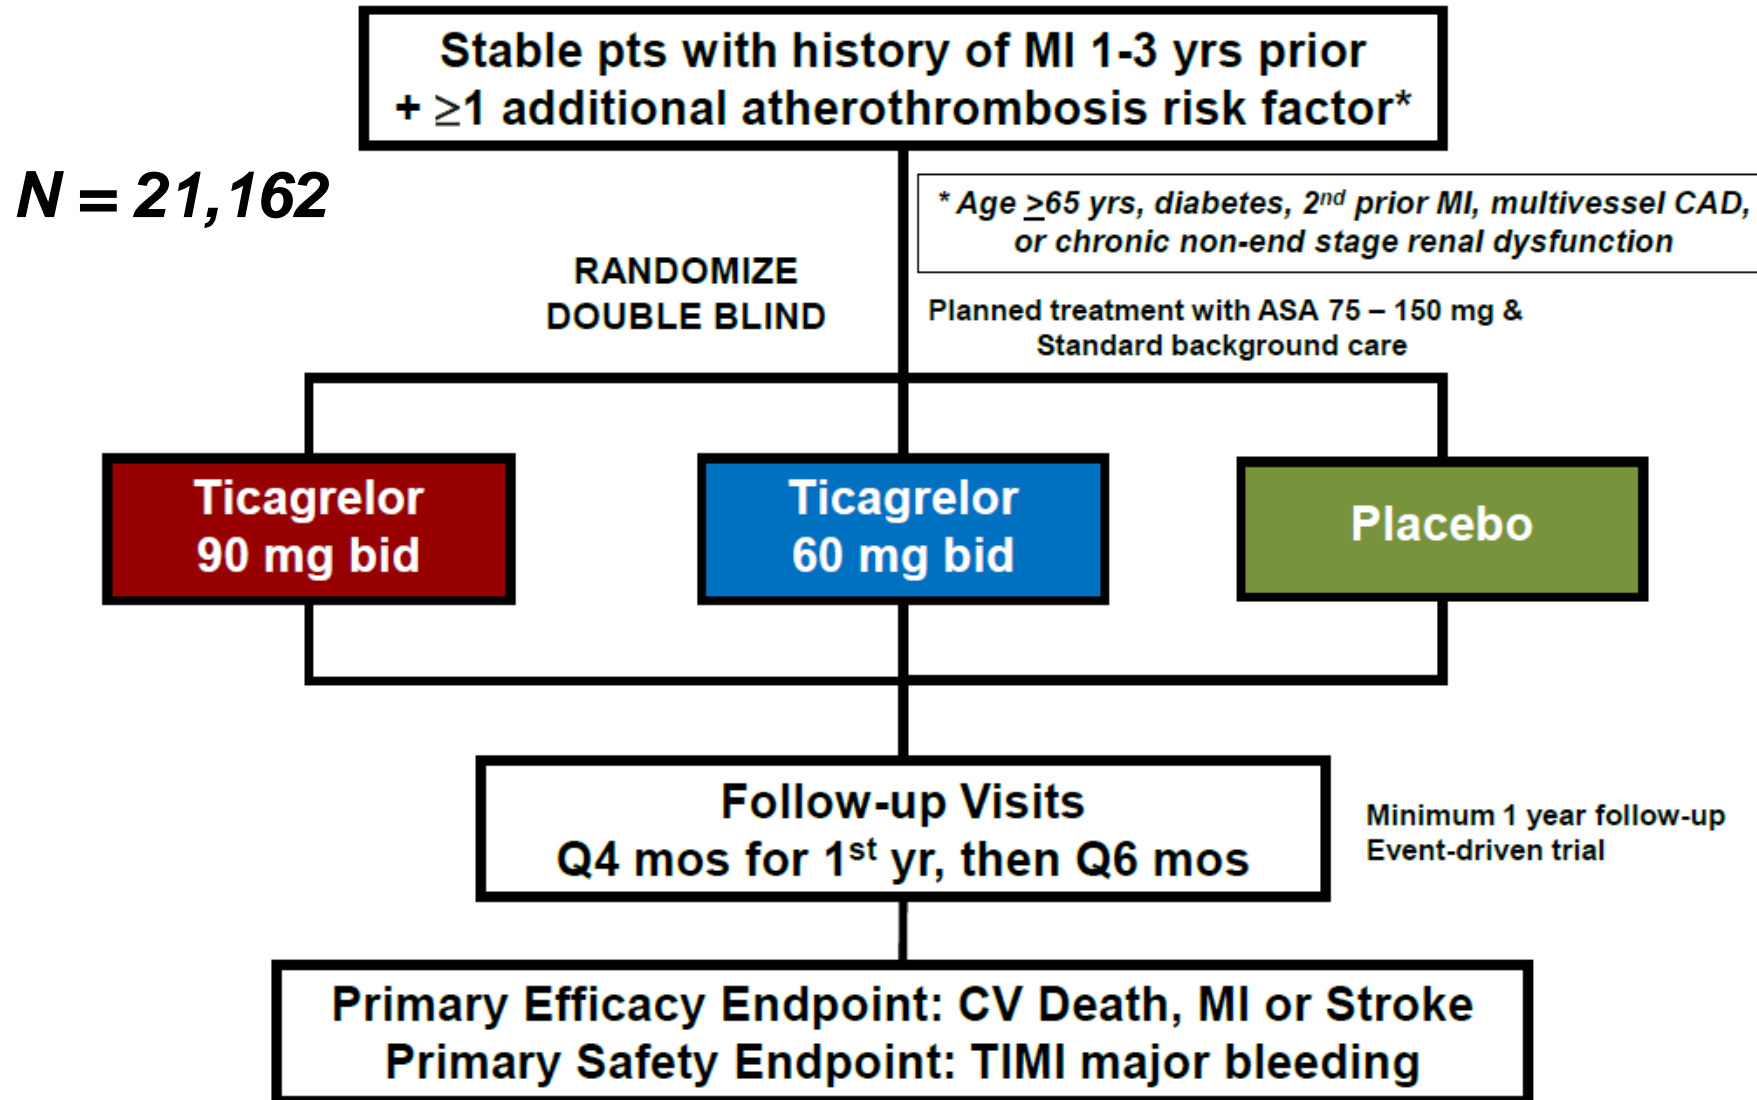 Stable pts with history of MI 1-3 yrs prior
+ ≥1 additional atherothrombosis risk factor*
N = 21,162
* Age >65 yrs, diabetes, 2nd prior MI, multivessel CAD,
or chronic non-end stage renal dysfunction
RANDOMIZE
DOUBLE BLIND
Planned treatment with ASA 75 – 150 mg &
Standard background care
Ticagrelor
90 mg bid
Ticagrelor
60 mg bid
Placebo
Follow-up Visits
Q4 mos for 1st yr, then Q6 mos
Minimum 1 year follow-up
Event-driven trial
Primary Efficacy Endpoint: CV Death, MI or Stroke
Primary Safety Endpoint: TIMI major bleeding